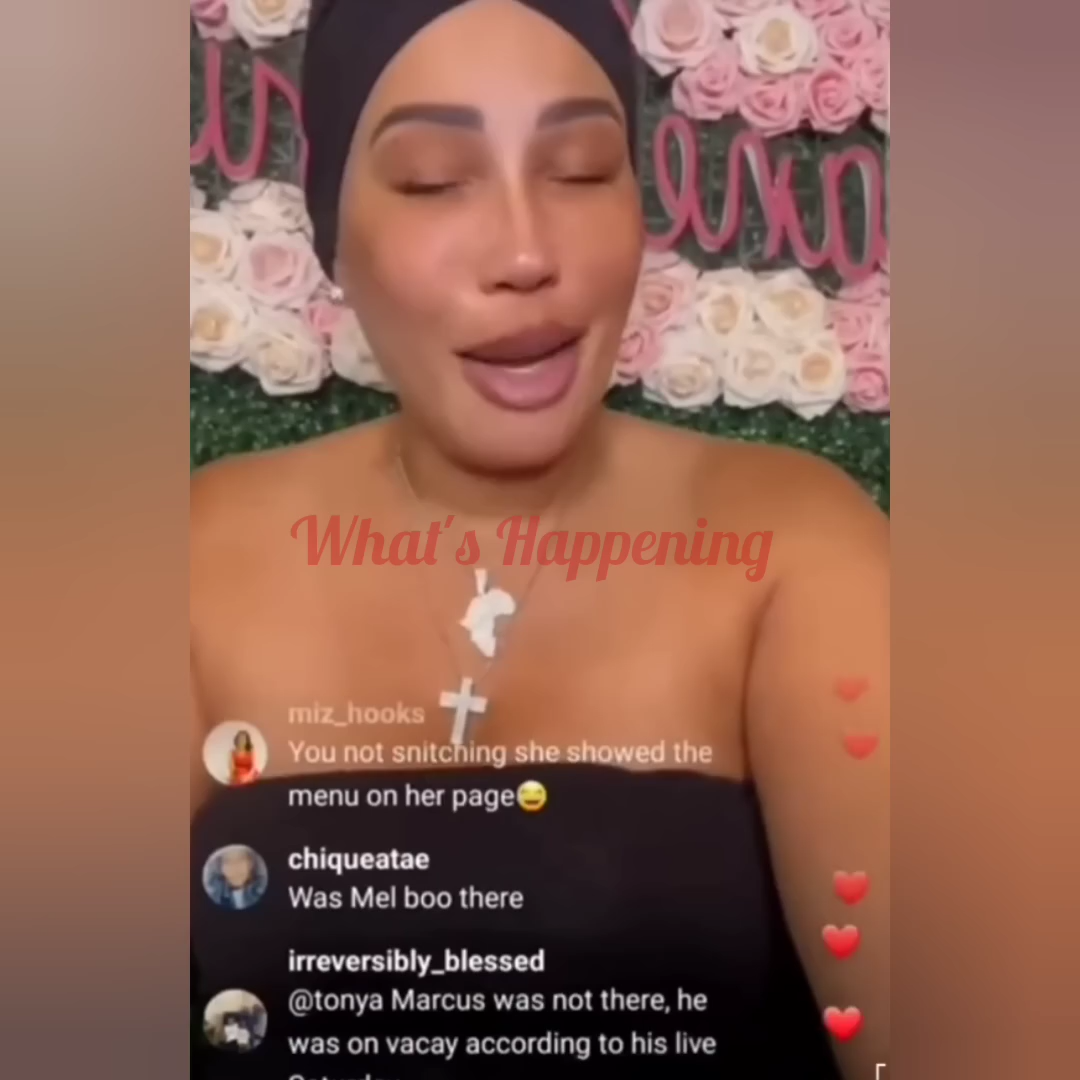 What's Happening
miz_hooks
You not snitching she showed the
menu on her page😆
chiqueatae
Was Mel boo there
irreversibly_blessed
@tonya Marcus was not there, he
was on vacay according to his live